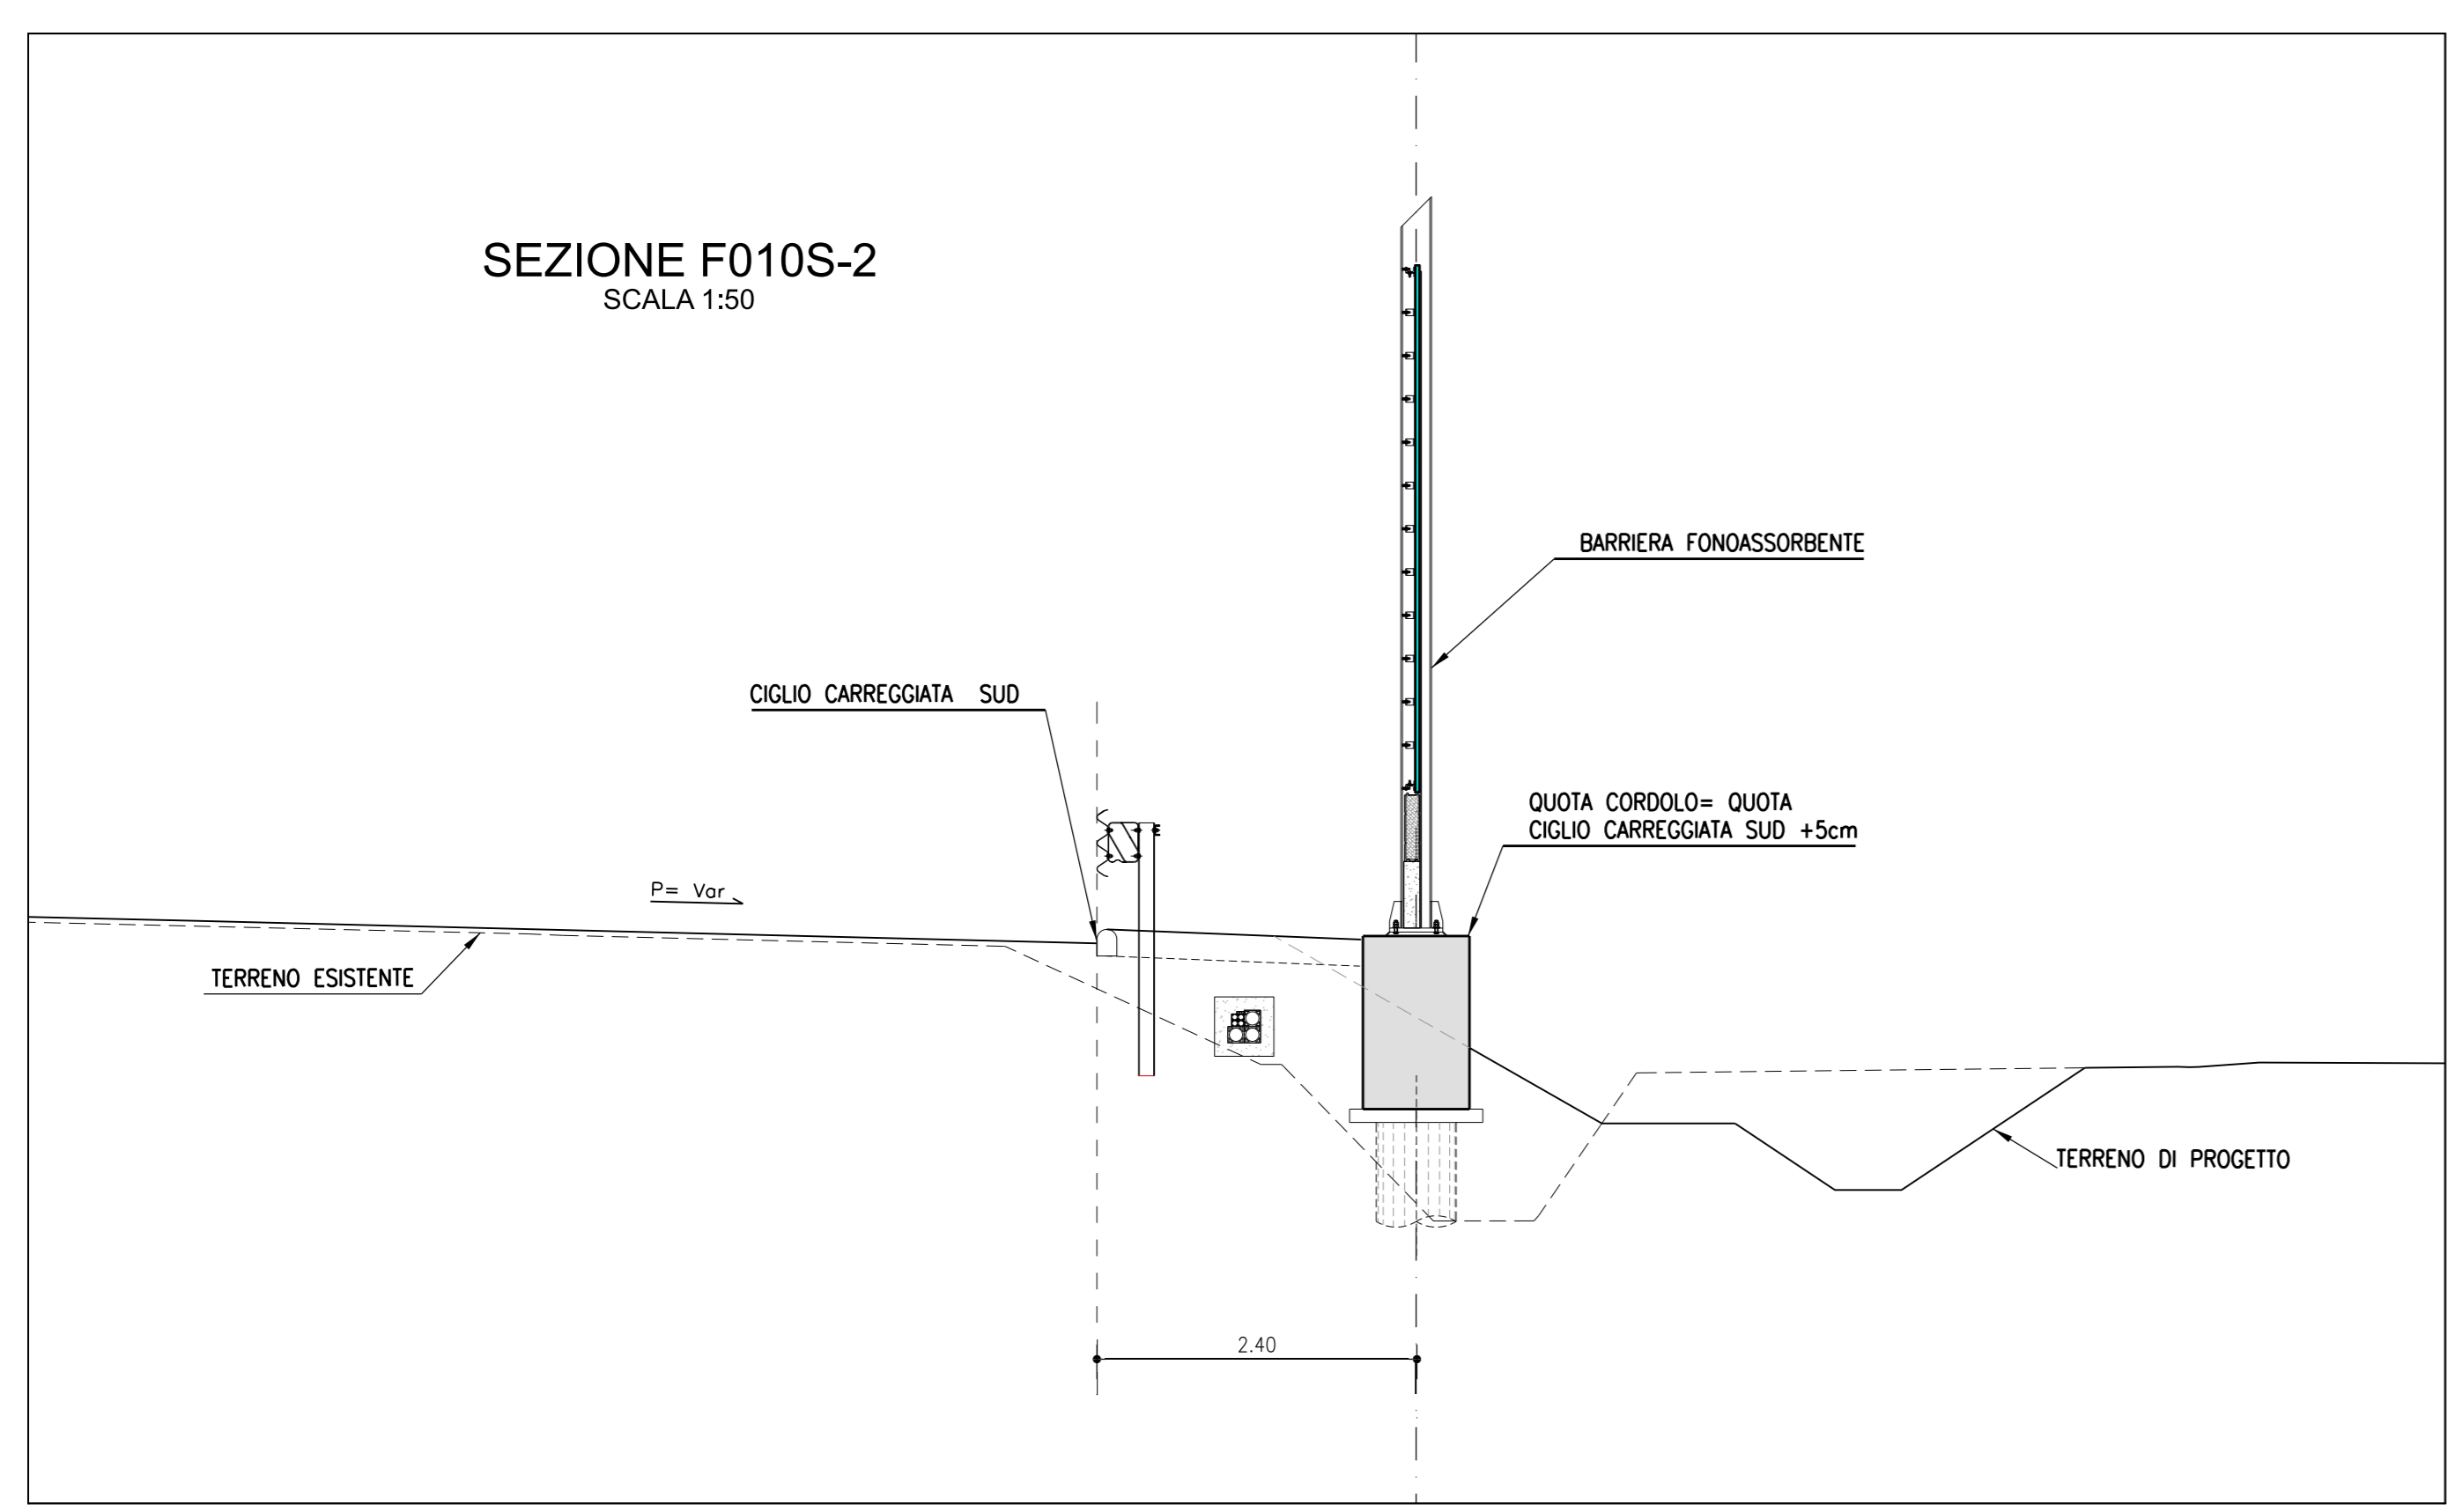 SEZIONE F010S-2
SCALA 1:50
BARRIERA FONOASSORBENTE
CIGLIO CARREGGIATA SUD
QUOTA CORDOLO= QUOTA
CIGLIO CARREGGIATA SUD +5cm
P= Var
TERRENO ESISTENTE
TERRENO DI PROGETTO
2.40